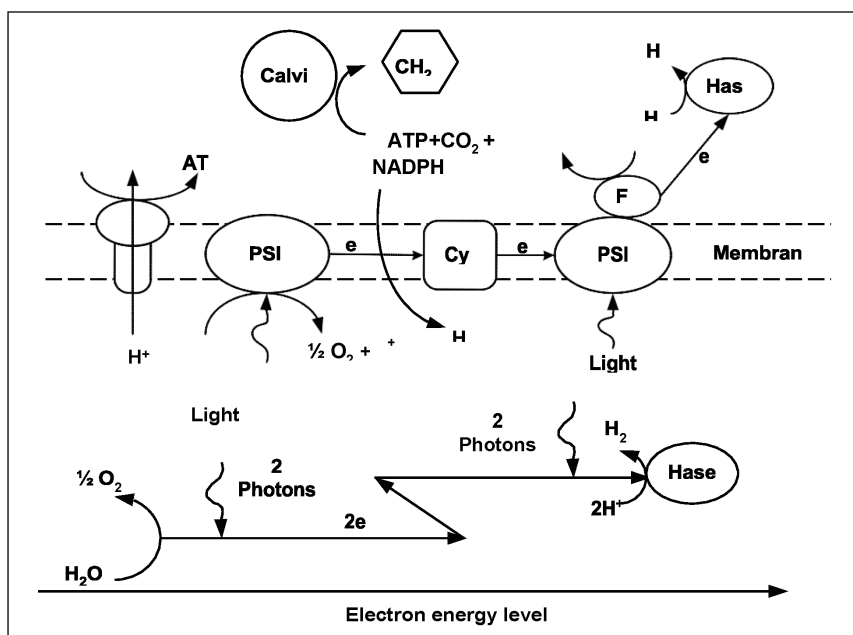 Calvi
CH₂
H
H
Has
ATP+CO₂ +
NADPH
AT
e
F
PSI
e
Cy
e
PSI
Membran
H⁺
½ O₂ + ⁺
H
Light
Light
2
Photons
H₂
Hase
2H⁺
½ O₂
2
Photons
2e
H₂O
Electron energy level